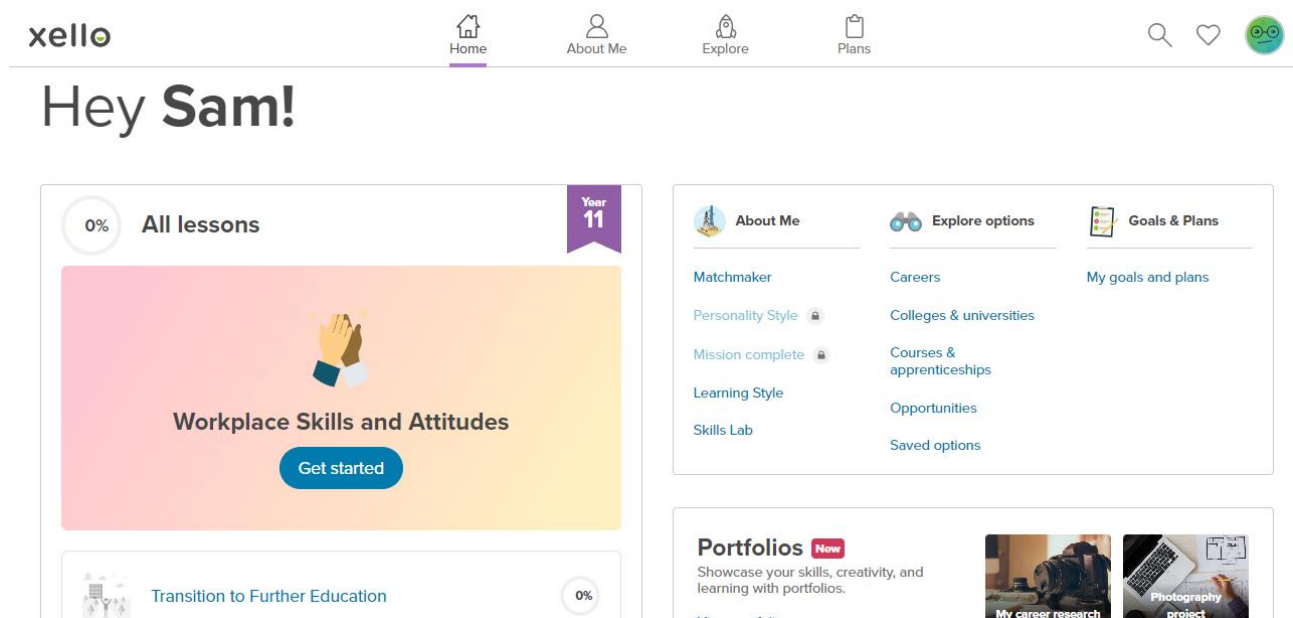 xello
Home
About Me
Explore
Plans
Hey Sam!
0%
All lessons
Year
11
Workplace Skills and Attitudes
Get started
Transition to Further Education
0%
About Me
Matchmaker
Personality Style
Mission complete
Learning Style
Skills Lab
Explore options
Careers
Colleges & universities
Courses &
apprenticeships
Opportunities
Saved options
Goals & Plans
My goals and plans
Portfolios New
Showcase your skills, creativity, and
learning with portfolios.
My career research
Photography
project